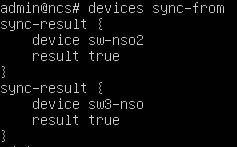 admin@ncs# devices sync-from
sync-result {
    device sw-nso2
    result true
}
sync-result {
    device sw3-nso
    result true
}